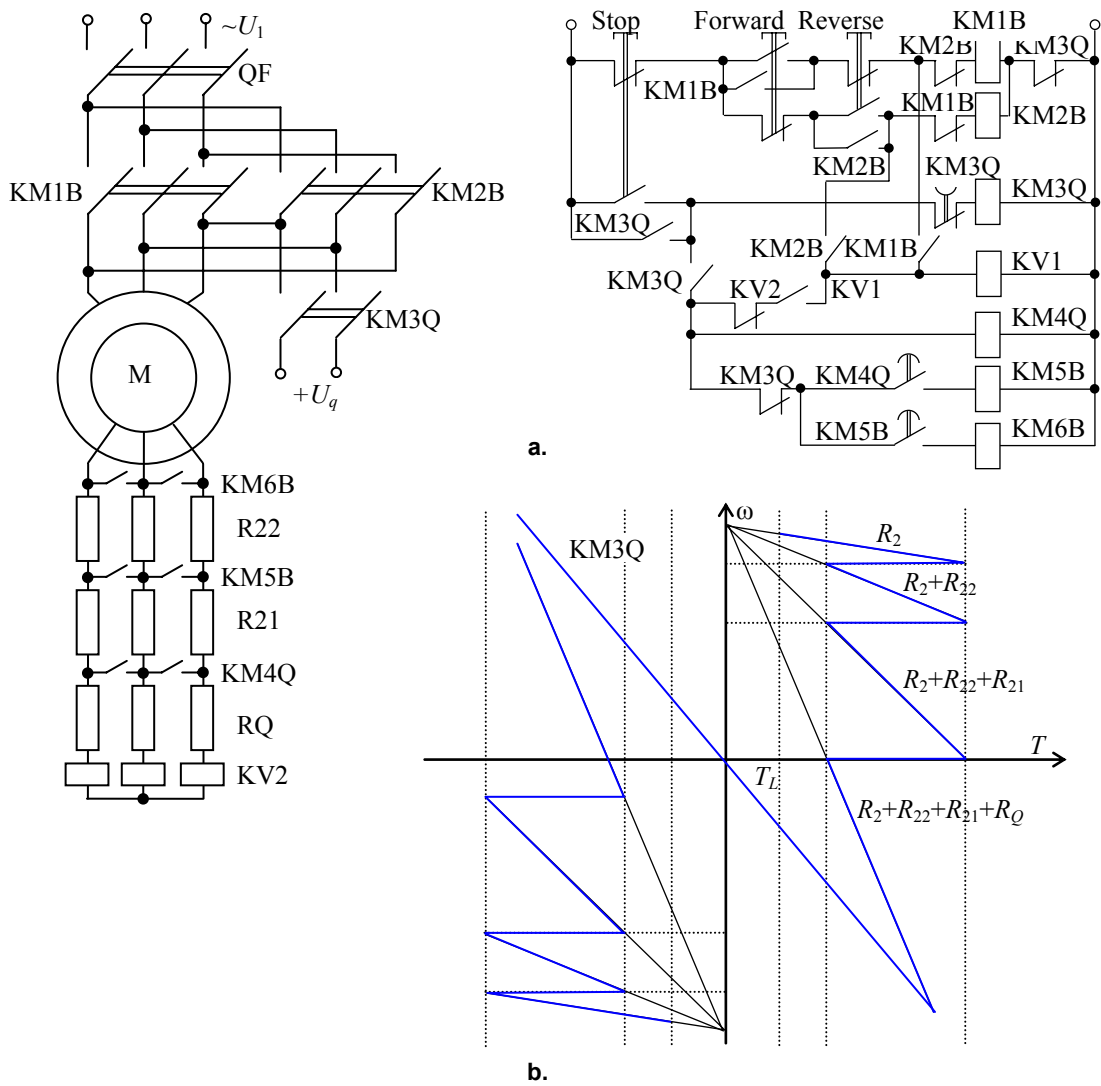 ~U1
QF
KM1B
KM2B
KM3Q
+Uq
M
KM6B
R22
KM5B
R21
KM4Q
RQ
KV2
Stop Forward Reverse KM1B
KM2B KM3Q
KM1B
KM1B
KM2B
KM2B
KM3Q
KM3Q
KM3Q
KM2B KM1B
KV1
KM3Q
KV2 KV1
KM4Q
KM3Q KM4Q KM5B
KM5B KM6B
a.
ω
KM3Q
R2
R2+R22
R2+R22+R21
T
TL
R2+R22+R21+RQ
b.